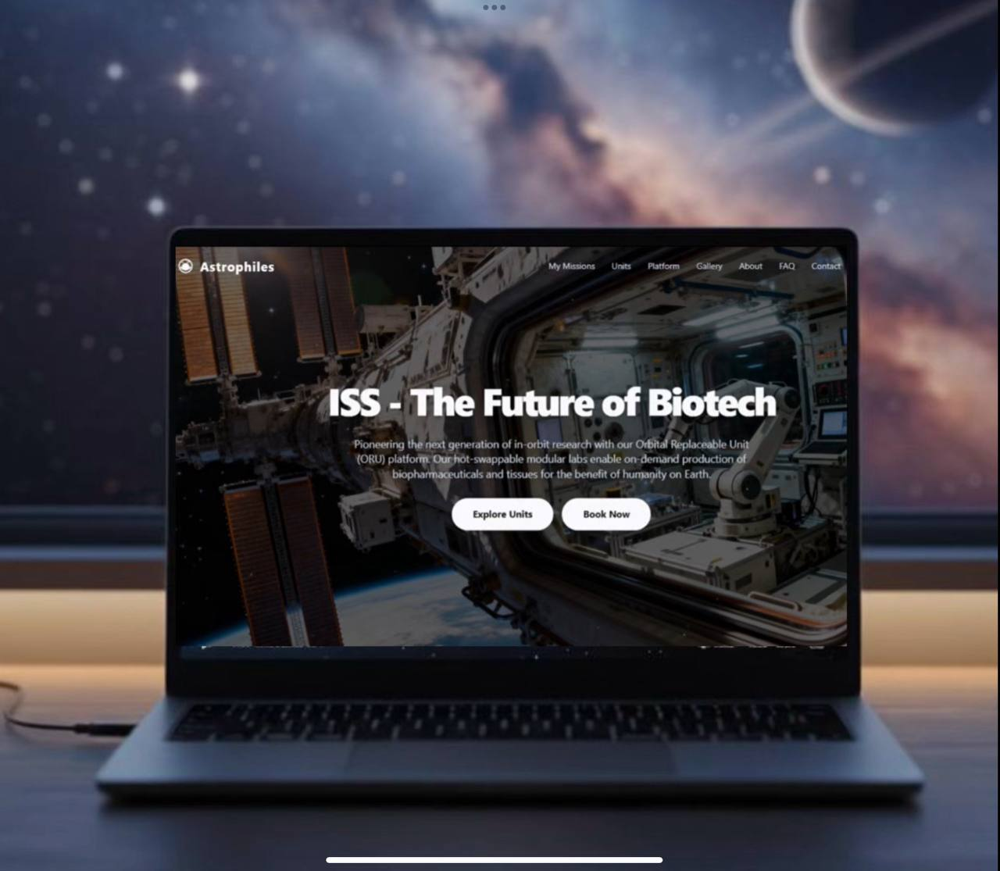 Astrophiles
My Missions Units Platform Gallery About FAQ Contact
ISS - The Future of Biotech
Pioneering the next generation of in-orbit research with our Orbital Replaceable Unit
(ORU) platform. Our hot-swappable modular labs enable on-demand production of
biopharmaceuticals and tissues for the benefit of humanity on Earth.
Explore Units Book Now